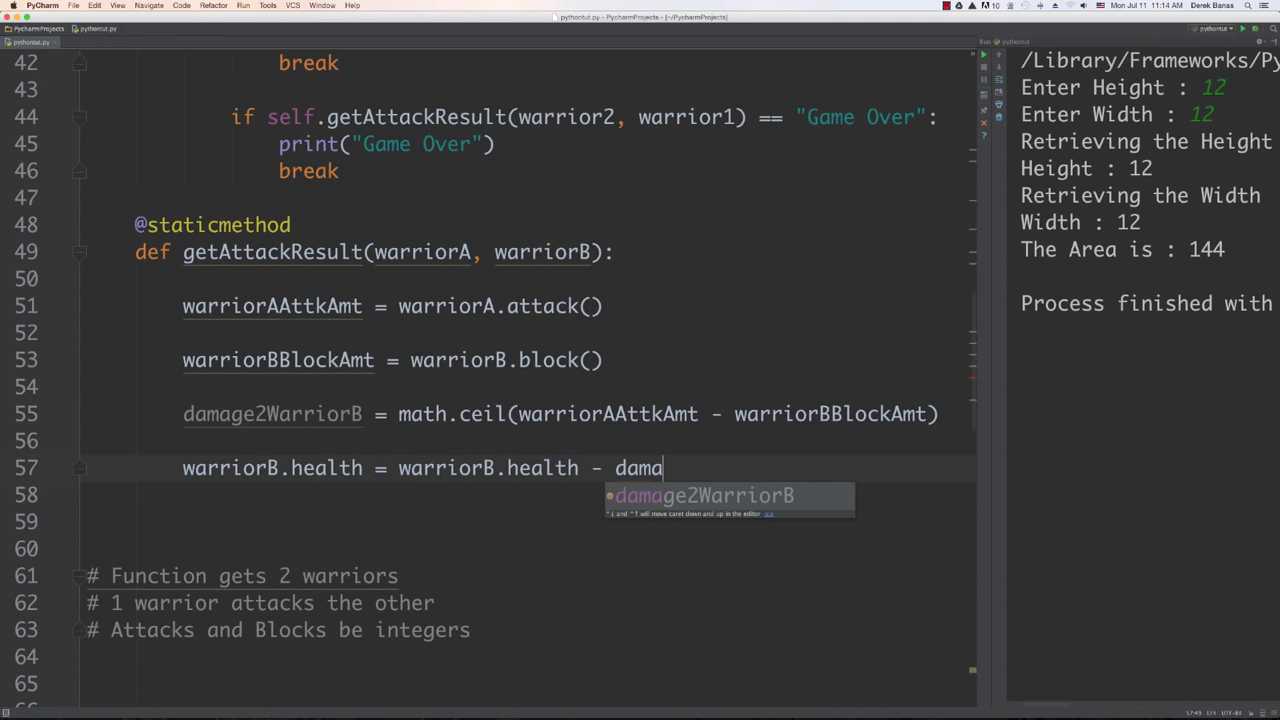 PyCharm File Edit View Navigate Code Refactor Run Tools VCS Window Help
10 Mon Jul 11 11:14 AM Derek Banas
pythontut.py - PycharmProjects - [~/PycharmProjects]
PycharmProjects pythontut.py
pythontut
pythontut.py
Run: pythontut
42 break
43
44 if self.getAttackResult(warrior2, warrior1) == "Game Over":
45 print("Game Over")
46 break
47
48 @staticmethod
49 def getAttackResult(warriorA, warriorB):
50
51 warriorAAttkAmt = warriorA.attack()
52
53 warriorBBlockAmt = warriorB.block()
54
55 damage2WarriorB = math.ceil(warriorAAttkAmt - warriorBBlockAmt)
56
57 warriorB.health = warriorB.health - dama
58 damage2WarriorB
^↓ and ^↑ will move caret down and up in the editor >>
59
60
61 # Function gets 2 warriors
62 # 1 warrior attacks the other
63 # Attacks and Blocks be integers
64
65
/Library/Frameworks/Py
Enter Height : 12
Enter Width : 12
Retrieving the Height
Height : 12
Retrieving the Width
Width : 12
The Area is : 144
Process finished with
57:43 LF‡ UTF-8‡